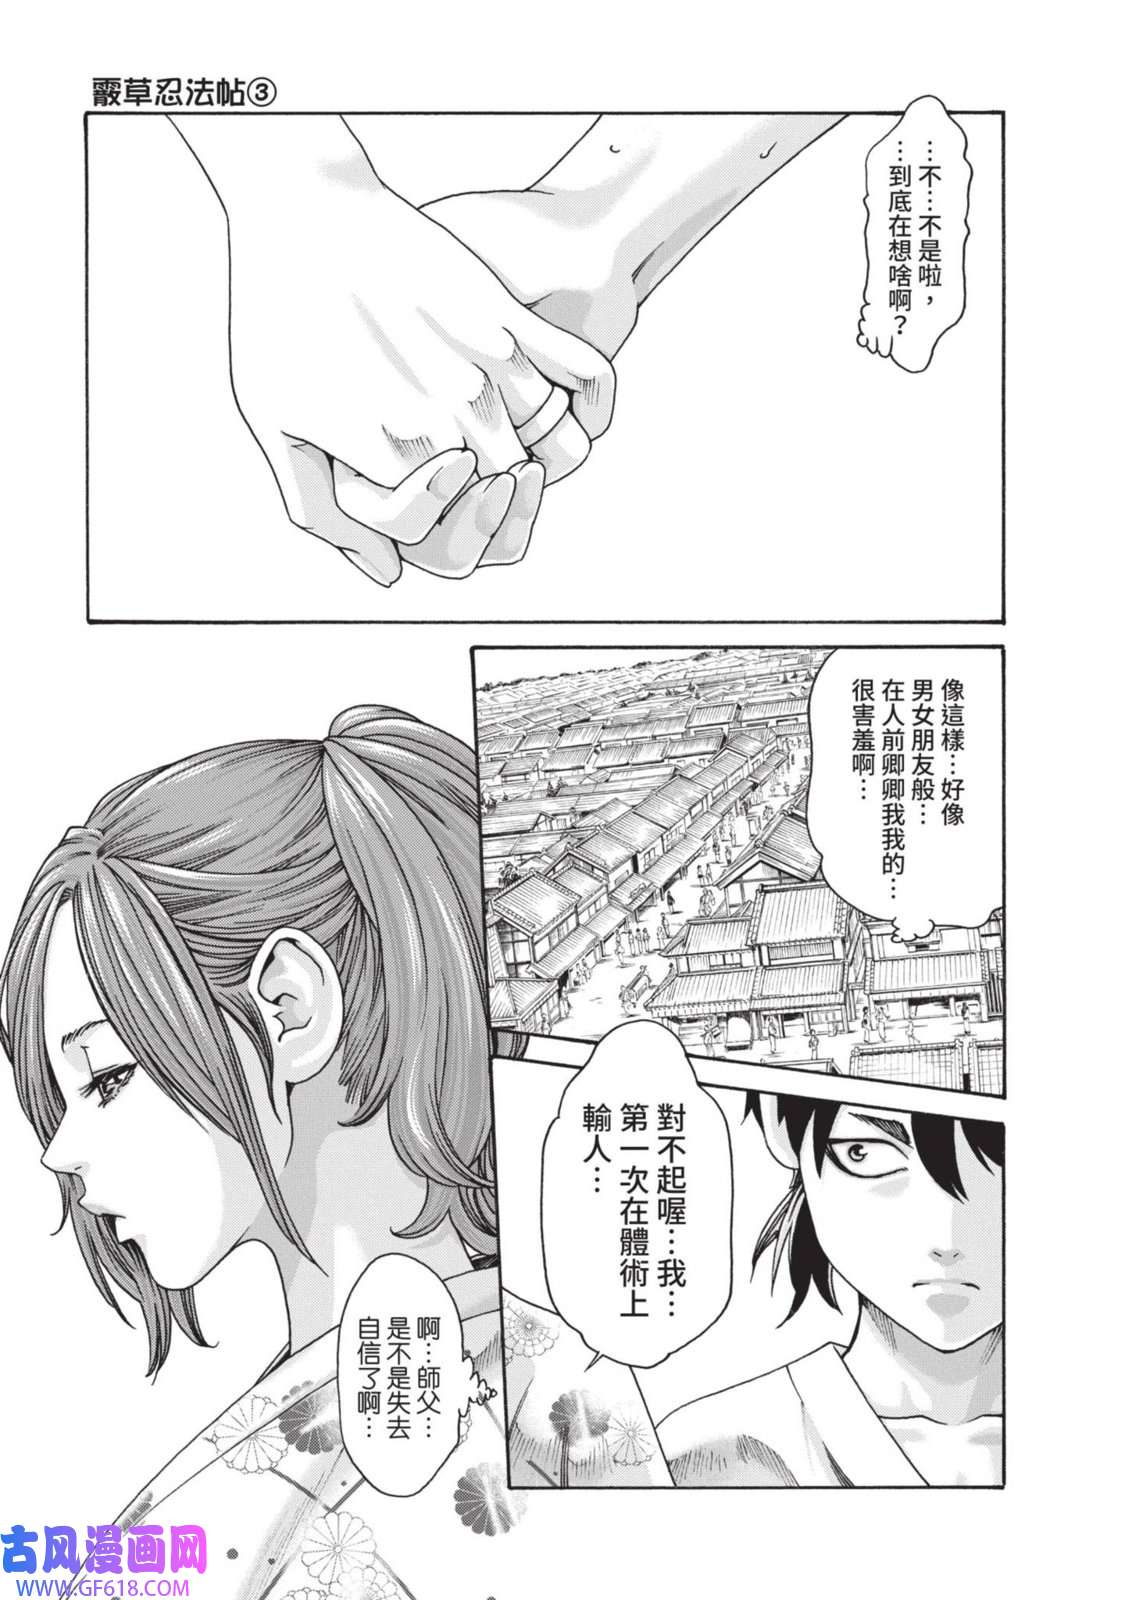 霰草忍法帖③
…不…不是啦，
…到底在想啥啊？
像這樣…好像
男女朋友般…
在人前卿卿我我的…
很害羞啊…
對不起喔…我…
第一次在體術上
輸人…
啊…師父…
是不是失去
自信了啊…
古风漫画网
WWW.GF618.COM